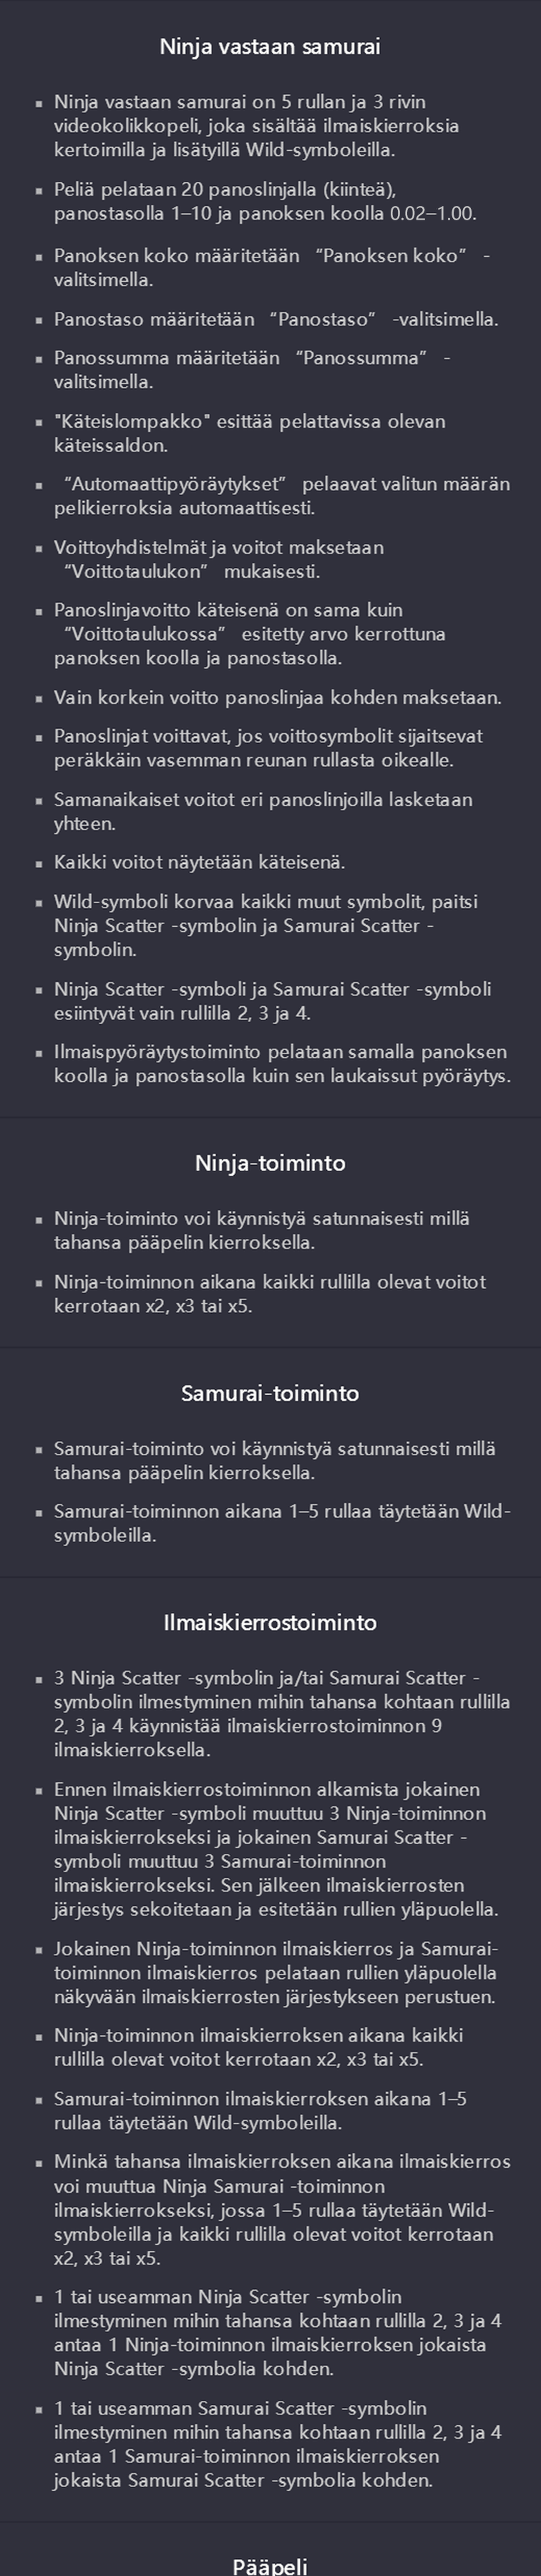 Ninja vastaan samurai
▪ Ninja vastaan samurai on 5 rullan ja 3 rivin
videokolikkopeli, joka sisältää ilmaiskierroksia
kertoimilla ja lisätyillä Wild-symboleilla.
▪ Peliä pelataan 20 panoslinjalla (kiinteä),
panostasolla 1–10 ja panoksen koolla 0.02–1.00.
▪ Panoksen koko määritetään “Panoksen koko” -
valitsimella.
▪ Panostaso määritetään “Panostaso” -valitsimella.
▪ Panossumma määritetään “Panossumma” -
valitsimella.
▪ "Käteislompakko" esittää pelattavissa olevan
käteissaldon.
▪ “Automaattipyöräytykset” pelaavat valitun määrän
pelikierroksia automaattisesti.
▪ Voittoyhdistelmät ja voitot maksetaan
“Voittotaulukon” mukaisesti.
▪ Panoslinjavoitto käteisenä on sama kuin
“Voittotaulukossa” esitetty arvo kerrottuna
panoksen koolla ja panostasolla.
▪ Vain korkein voitto panoslinjaa kohden maksetaan.
▪ Panoslinjat voittavat, jos voittosymbolit sijaitsevat
peräkkäin vasemman reunan rullasta oikealle.
▪ Samanaikaiset voitot eri panoslinjoilla lasketaan
yhteen.
▪ Kaikki voitot näytetään käteisenä.
▪ Wild-symboli korvaa kaikki muut symbolit, paitsi
Ninja Scatter -symbolin ja Samurai Scatter -
symbolin.
▪ Ninja Scatter -symboli ja Samurai Scatter -symboli
esiintyvät vain rullilla 2, 3 ja 4.
▪ Ilmaispyöräytystoiminto pelataan samalla panoksen
koolla ja panostasolla kuin sen laukaissut pyöräytys.
Ninja-toiminto
▪ Ninja-toiminto voi käynnistyä satunnaisesti millä
tahansa pääpelin kierroksella.
▪ Ninja-toiminnon aikana kaikki rullilla olevat voitot
kerrotaan x2, x3 tai x5.
Samurai-toiminto
▪ Samurai-toiminto voi käynnistyä satunnaisesti millä
tahansa pääpelin kierroksella.
▪ Samurai-toiminnon aikana 1–5 rullaa täytetään Wild-
symboleilla.
Ilmaiskierrostoiminto
▪ 3 Ninja Scatter -symbolin ja/tai Samurai Scatter -
symbolin ilmestyminen mihin tahansa kohtaan rullilla
2, 3 ja 4 käynnistää ilmaiskierrostoiminnon 9
ilmaiskierroksella.
▪ Ennen ilmaiskierrostoiminnon alkamista jokainen
Ninja Scatter -symboli muuttuu 3 Ninja-toiminnon
ilmaiskierrokseksi ja jokainen Samurai Scatter -
symboli muuttuu 3 Samurai-toiminnon
ilmaiskierrokseksi. Sen jälkeen ilmaiskierrosten
järjestys sekoitetaan ja esitetään rullien yläpuolella.
▪ Jokainen Ninja-toiminnon ilmaiskierros ja Samurai-
toiminnon ilmaiskierros pelataan rullien yläpuolella
näkyvään ilmaiskierrosten järjestykseen perustuen.
▪ Ninja-toiminnon ilmaiskierroksen aikana kaikki
rullilla olevat voitot kerrotaan x2, x3 tai x5.
▪ Samurai-toiminnon ilmaiskierroksen aikana 1–5
rullaa täytetään Wild-symboleilla.
▪ Minkä tahansa ilmaiskierroksen aikana ilmaiskierros
voi muuttua Ninja Samurai -toiminnon
ilmaiskierrokseksi, jossa 1–5 rullaa täytetään Wild-
symboleilla ja kaikki rullilla olevat voitot kerrotaan
x2, x3 tai x5.
▪ 1 tai useamman Ninja Scatter -symbolin
ilmestyminen mihin tahansa kohtaan rullilla 2, 3 ja 4
antaa 1 Ninja-toiminnon ilmaiskierroksen jokaista
Ninja Scatter -symbolia kohden.
▪ 1 tai useamman Samurai Scatter -symbolin
ilmestyminen mihin tahansa kohtaan rullilla 2, 3 ja 4
antaa 1 Samurai-toiminnon ilmaiskierroksen
jokaista Samurai Scatter -symbolia kohden.
Pääpeli